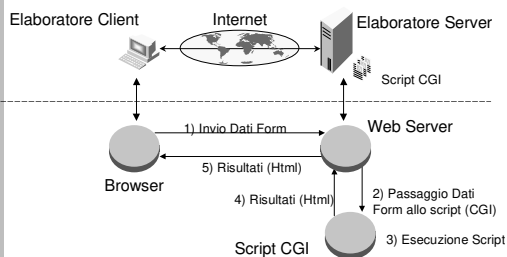 Elaboratore Client
Internet
Elaboratore Server
Script CGI
1) Invio Dati Form
Web Server
5) Risultati (Html)
Browser
4) Risultati (Html)
2) Passaggio Dati
Form allo script (CGI)
3) Esecuzione Script
Script CGI